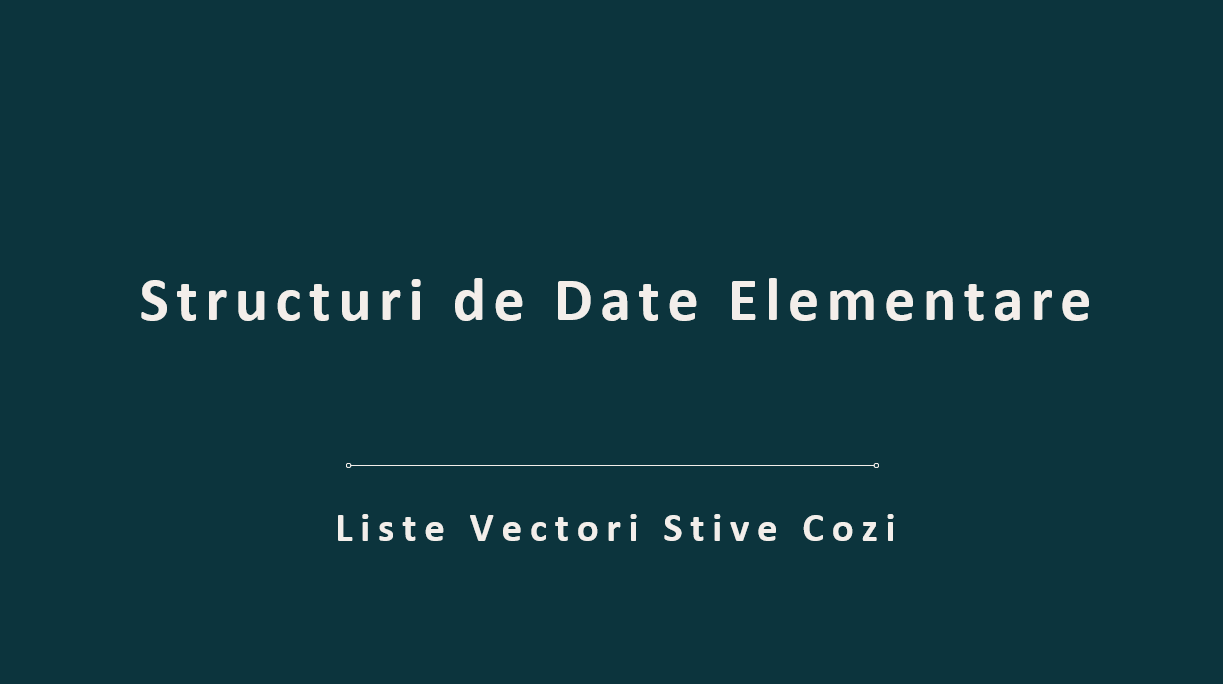 Structuri de Date Elementare
Liste Vectori Stive Cozi